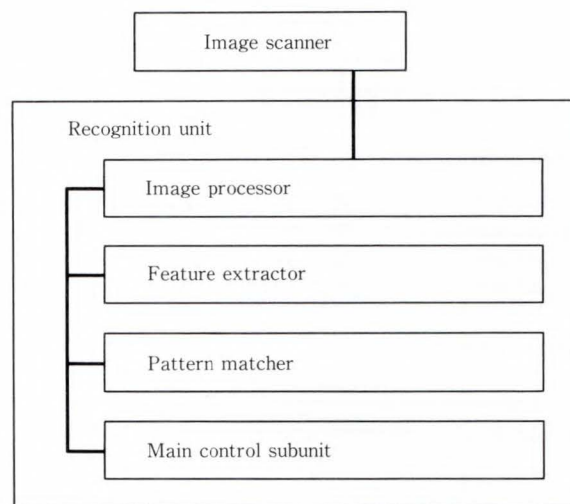 Image scanner
Recognition unit
Image processor
Feature extractor
Pattern matcher
Main control subunit